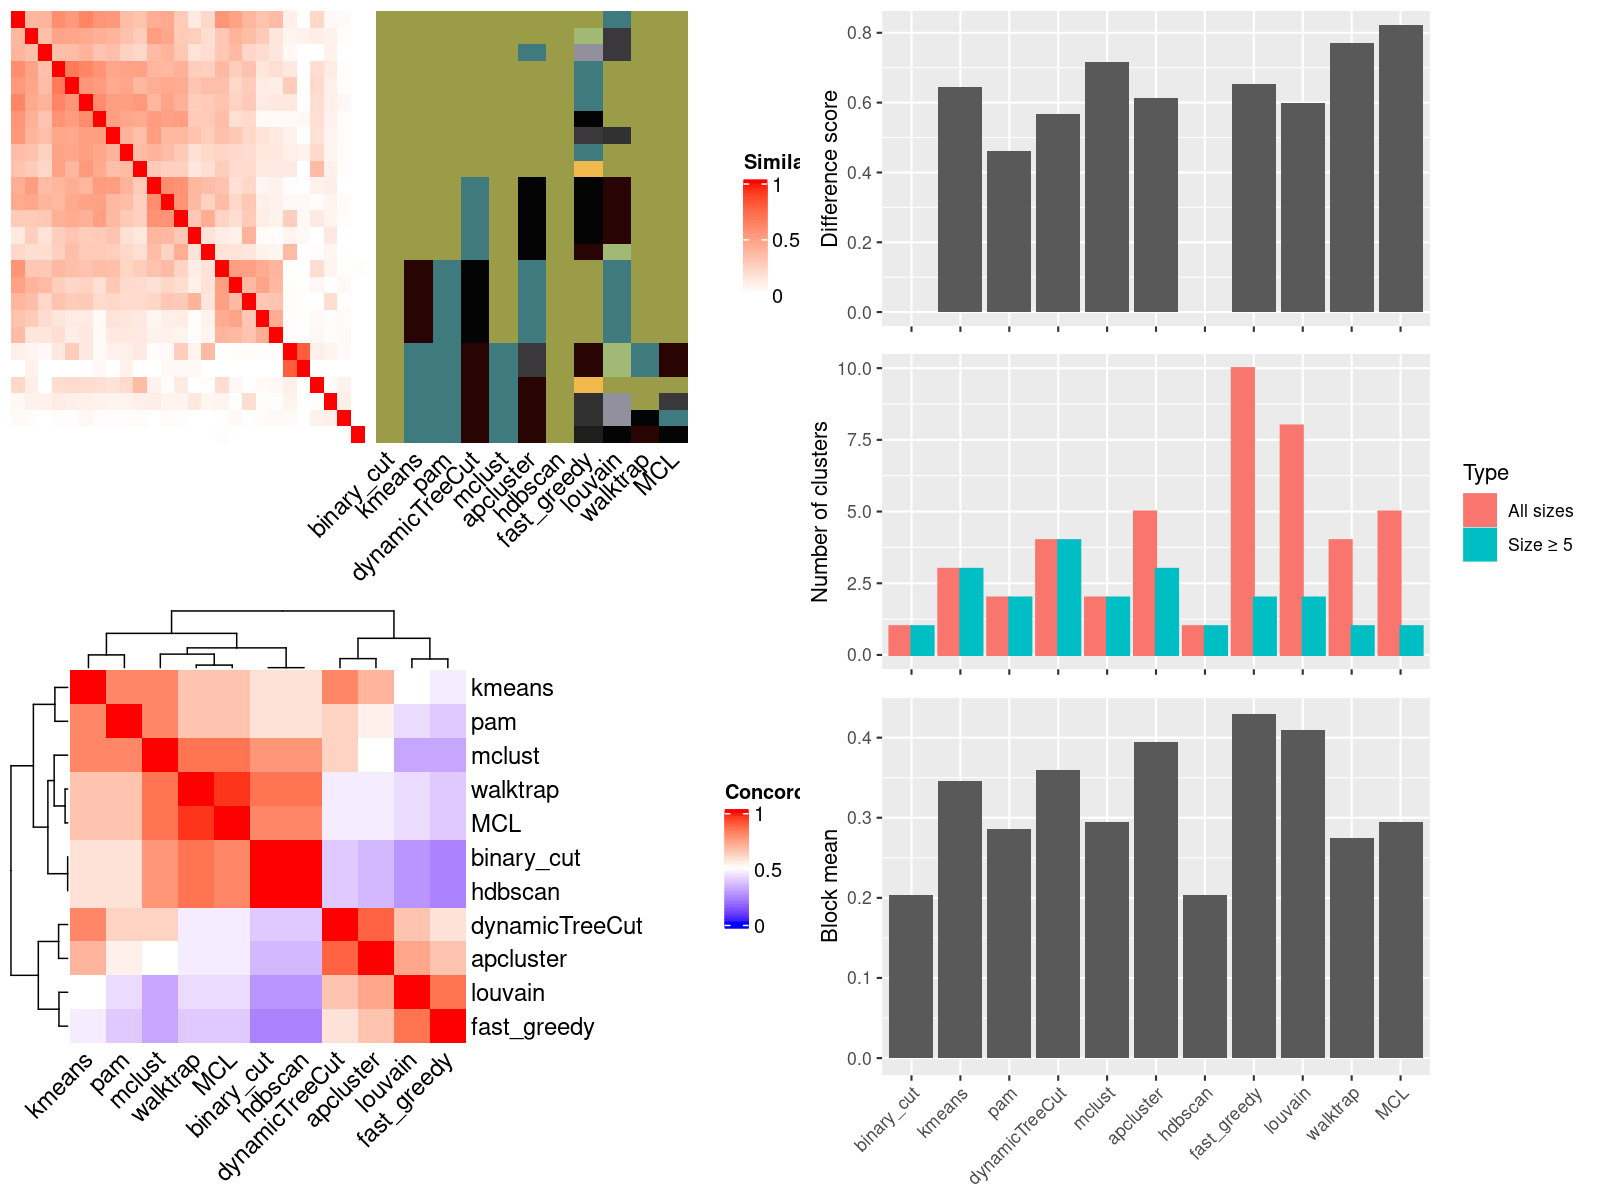 Simila
1
0.5
0
binary_cut
kmeans
pam
dynamicTreeCut
mclust
apcluster
hdbscan
fast_greedy
louvain
walktrap
MCL
kmeans
pam
mclust
walktrap
MCL
binary_cut
hdbscan
dynamicTreeCut
apcluster
louvain
fast_greedy
kmeans
pam
mclust
walktrap
MCL
binary_cut
hdbscan
dynamicTreeCut
apcluster
louvain
fast_greedy
Concord
1
0.5
0
Difference score
0.8
0.6
0.4
0.2
0.0
Number of clusters
10.0
7.5
5.0
2.5
0.0
Type
All sizes
Size ≥ 5
Block mean
0.4
0.3
0.2
0.1
0.0
binary_cut
kmeans
pam
dynamicTreeCut
mclust
apcluster
hdbscan
fast_greedy
louvain
walktrap
MCL